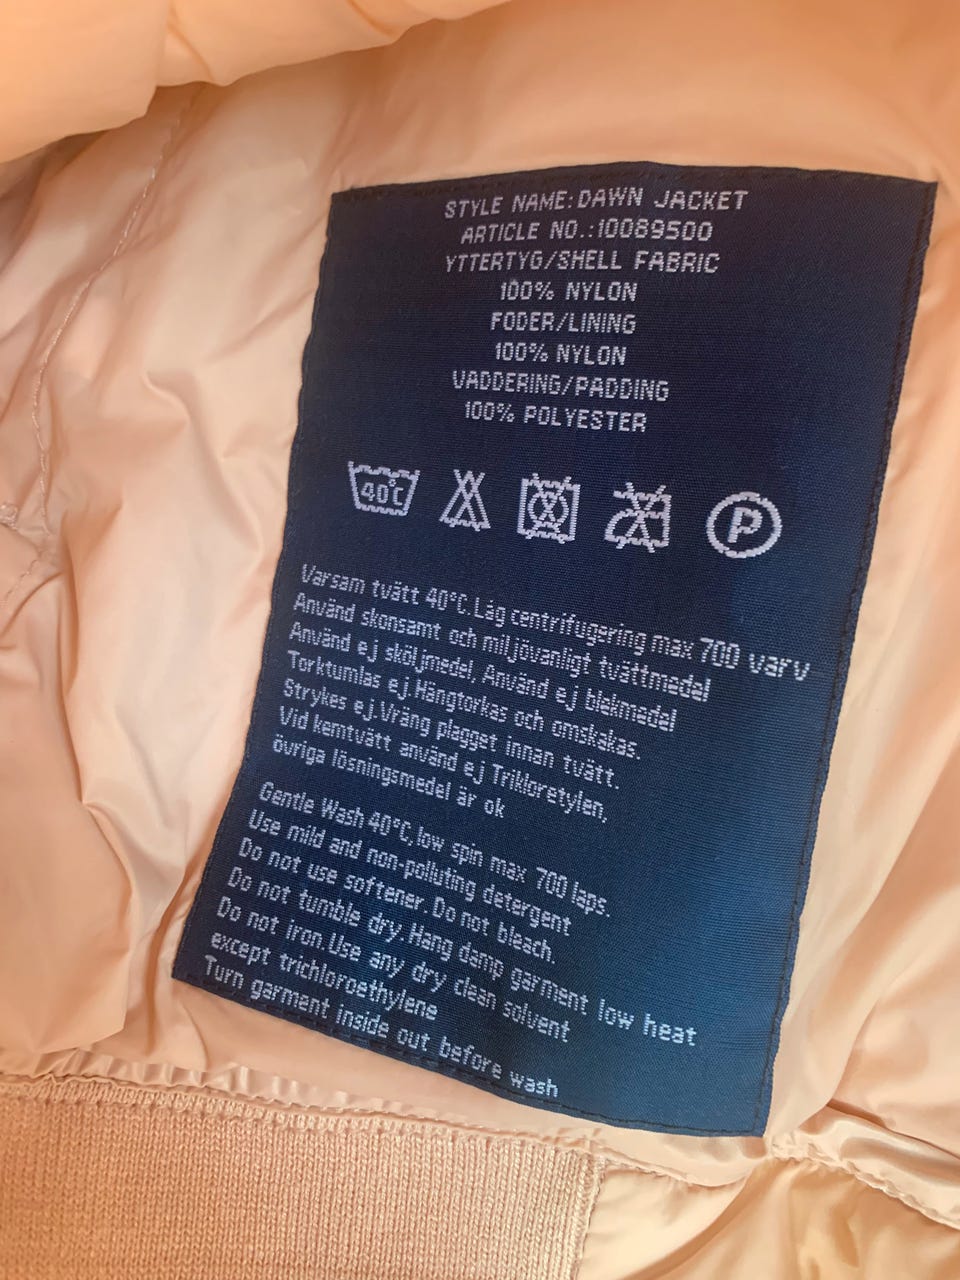 STYLE NAME: DAWN JACKET
ARTICLE NO.: 10089500
YTTERTYG/SHELL FABRIC
100% NYLON
FODER/LINING
100% NYLON
VADDERING/PADDING
100% POLYESTER
40°C P
Varsam tvätt 40°C. Låg centrifugering max 700 varv
Använd skonsamt och miljövänligt tvättmedel
Använd ej sköljmedel, Använd ej blekmedel
Torktumlas ej. Hängtorkas och omskakas.
Strykes ej. Vräng plagget innan tvätt.
Vid kemtvätt använd ej Trikloretylen,
övriga lösningsmedel är ok
Gentle Wash 40°C, low spin max 700 laps.
Use mild and non-polluting detergent
Do not use softener. Do not bleach.
Do not tumble dry. Hang damp garment low heat
Do not iron. Use any dry clean solvent
except trichloroethylene
Turn garment inside out before wash